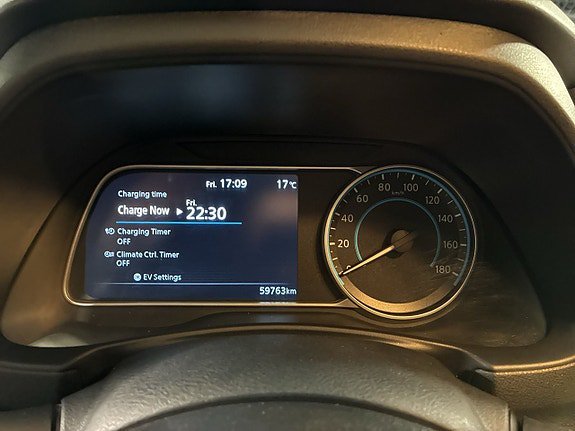 Fri. 17:09 17℃
Charging time
Charge Now ▶ Fri. 22:30
Charging Timer
OFF
Climate Ctrl. Timer
OFF
EV Settings
59763km
0
20
40
60
80
100
120
140
160
180
km/h